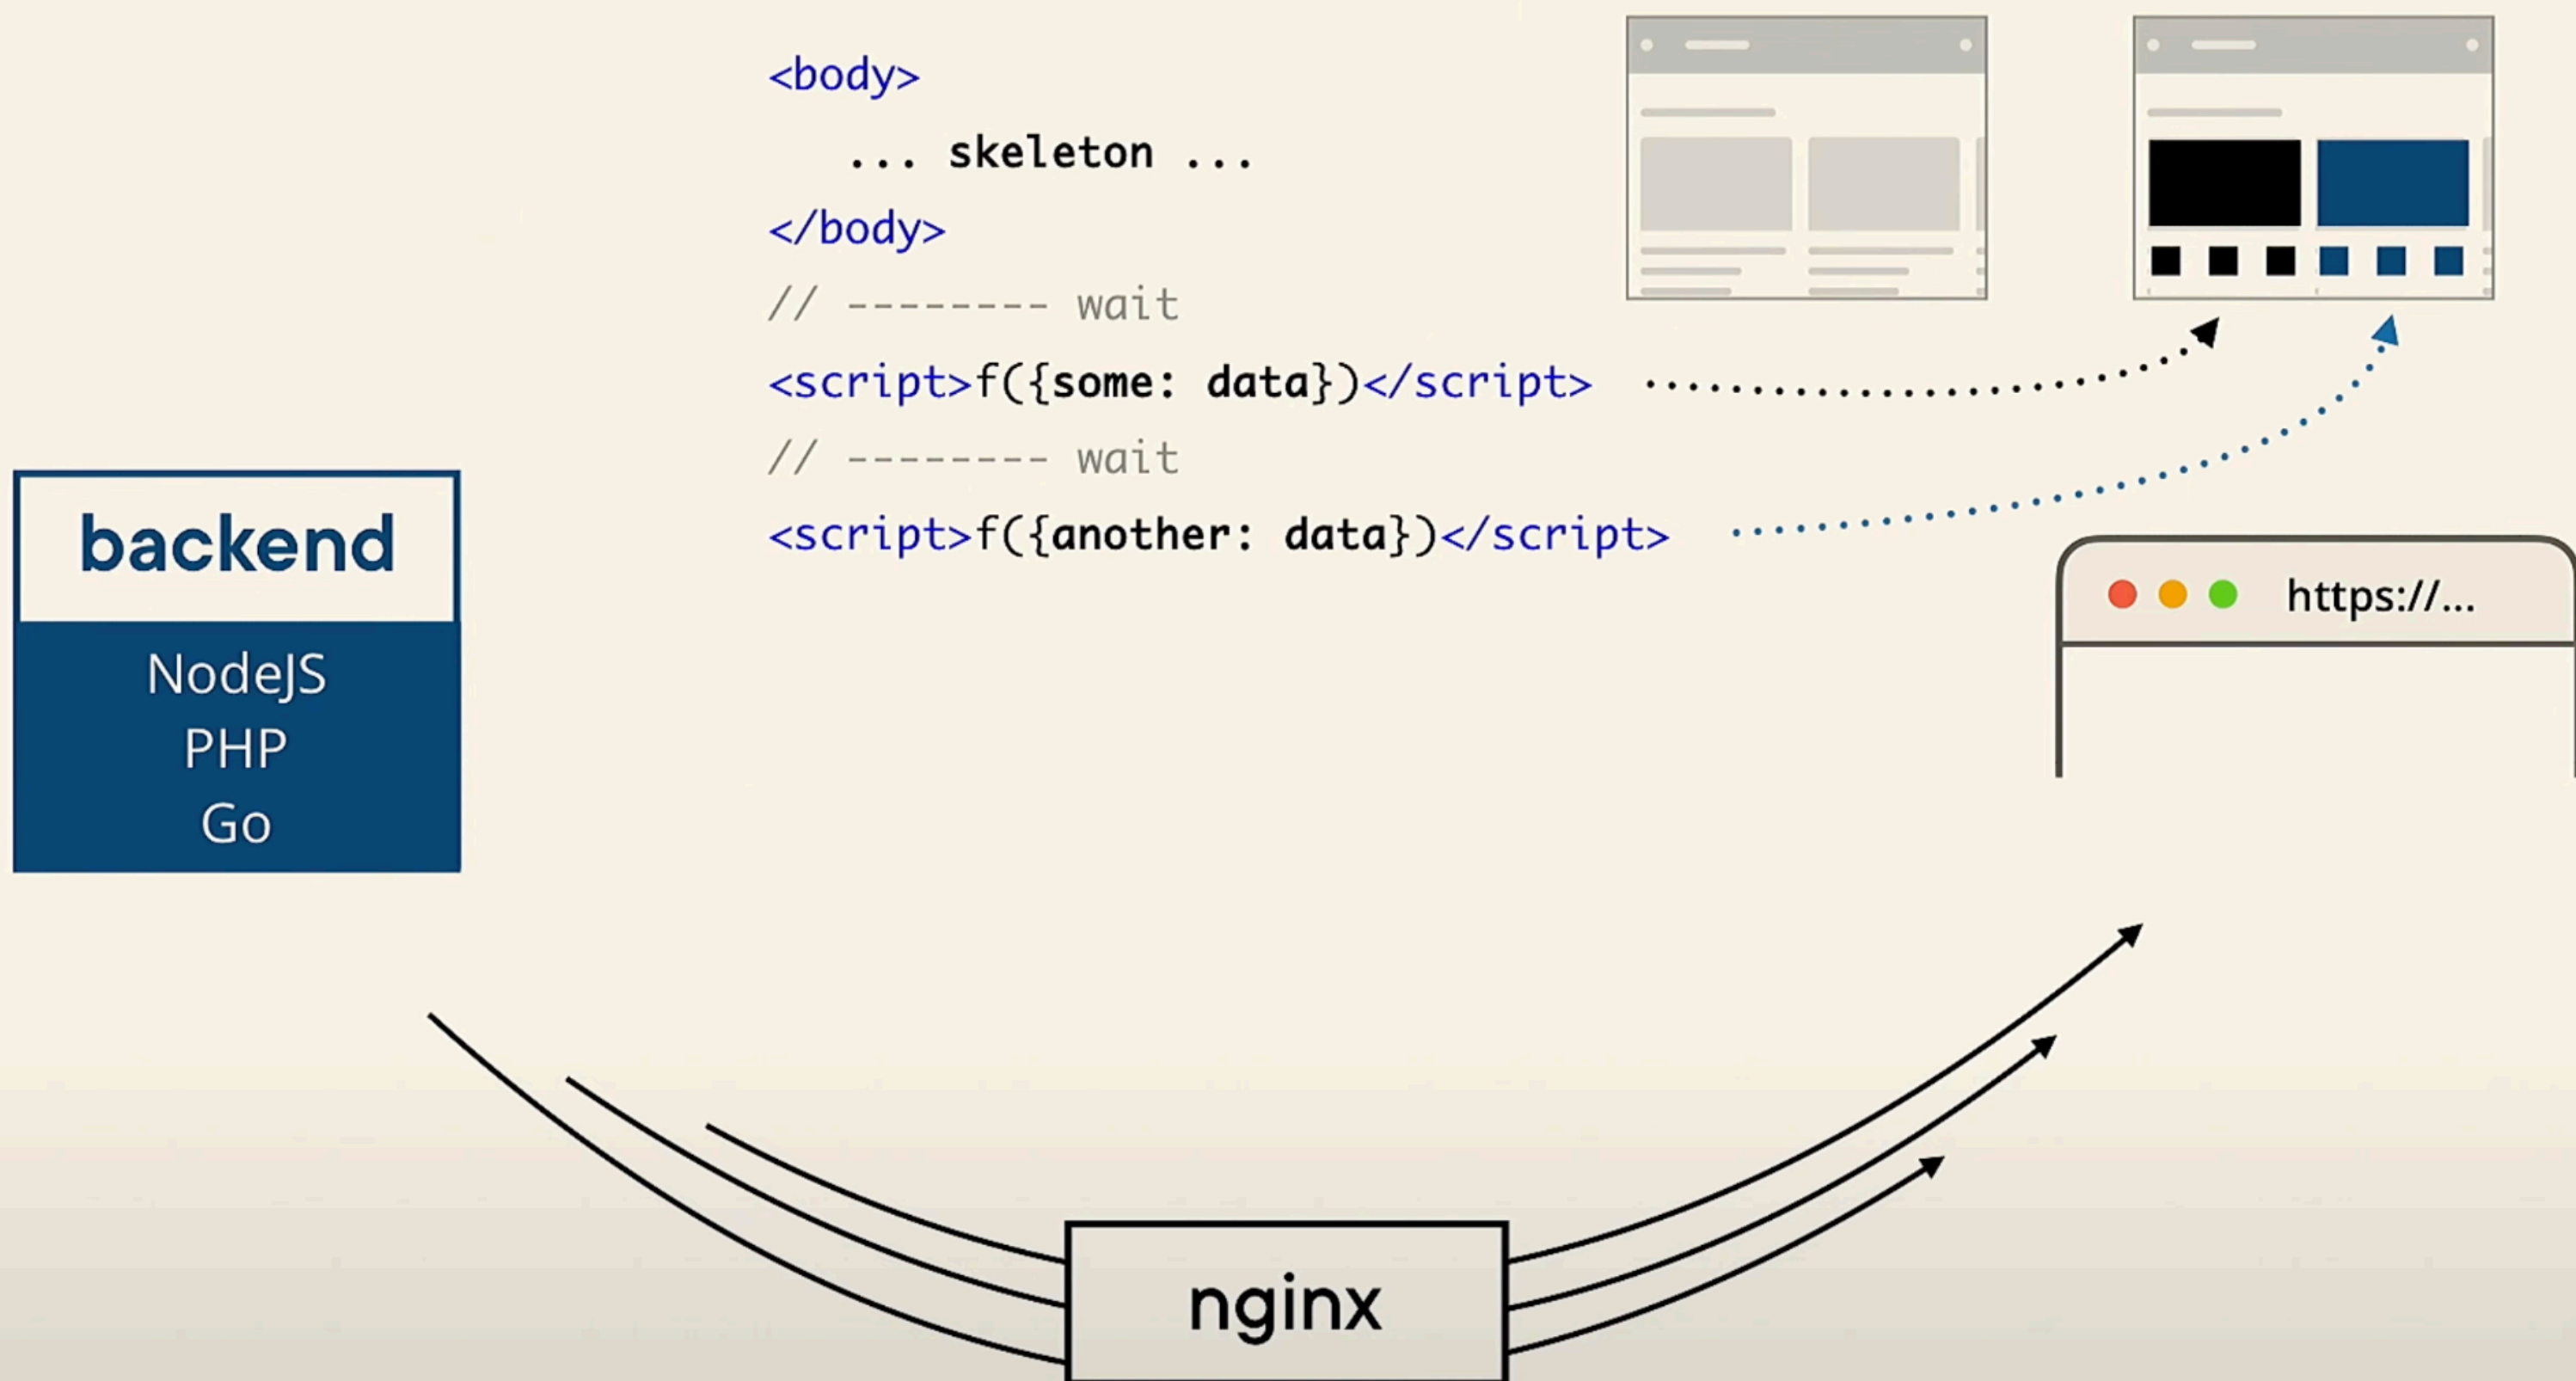 <body>
... skeleton ...
</body>
// -------- wait
<script>f({some: data})</script>
// -------- wait
<script>f({another: data})</script>
backend
NodeJS
PHP
Go
https://...
nginx